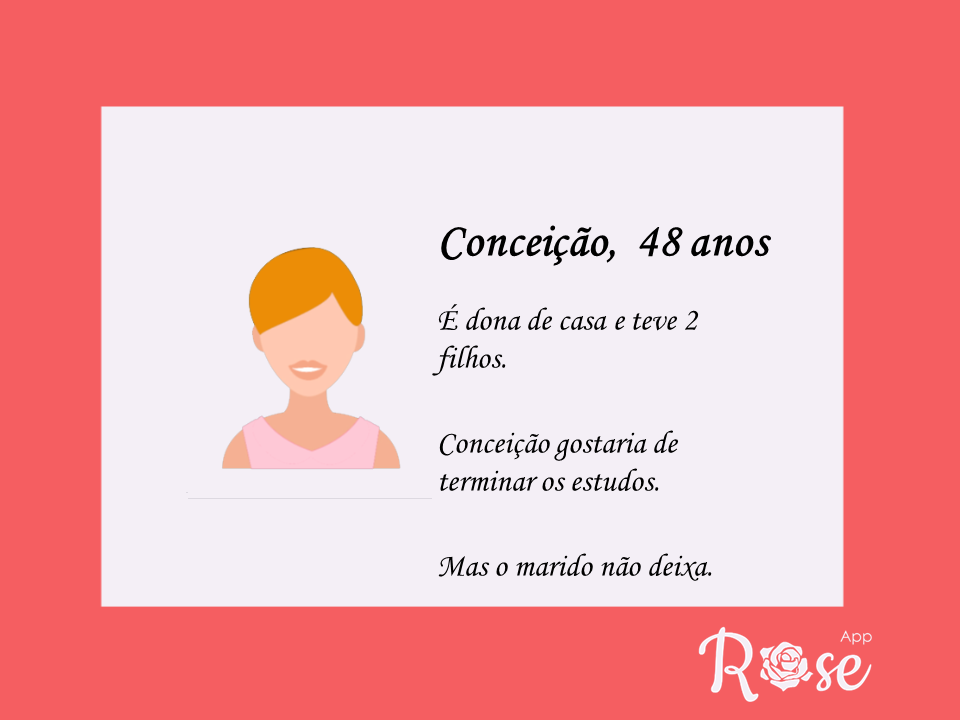 Conceição, 48 anos
É dona de casa e teve 2
filhos.
Conceição gostaria de
terminar os estudos.
Mas o marido não deixa.
App
Rose